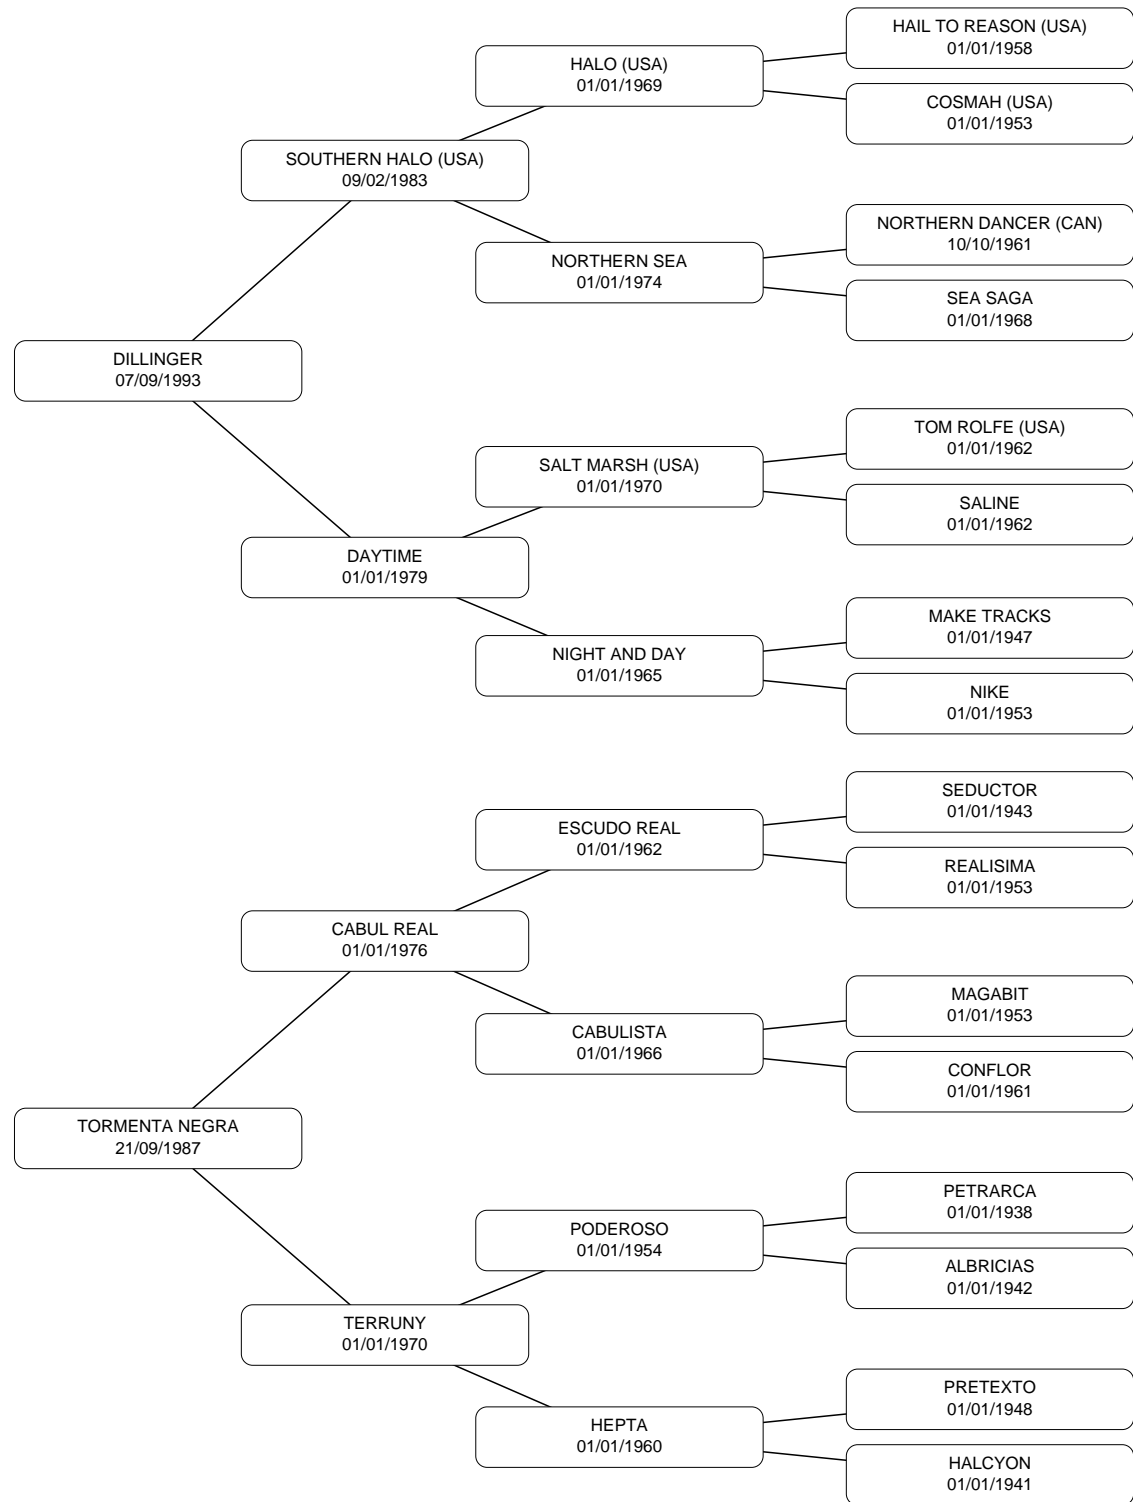 HAIL TO REASON (USA)
01/01/1958
HALO (USA)
01/01/1969
COSMAH (USA)
01/01/1953
SOUTHERN HALO (USA)
09/02/1983
NORTHERN DANCER (CAN)
10/10/1961
NORTHERN SEA
01/01/1974
SEA SAGA
01/01/1968
DILLINGER
07/09/1993
TOM ROLFE (USA)
01/01/1962
SALT MARSH (USA)
01/01/1970
SALINE
01/01/1962
DAYTIME
01/01/1979
MAKE TRACKS
01/01/1947
NIGHT AND DAY
01/01/1965
NIKE
01/01/1953
SEDUCTOR
01/01/1943
ESCUDO REAL
01/01/1962
REALISIMA
01/01/1953
CABUL REAL
01/01/1976
MAGABIT
01/01/1953
CABULISTA
01/01/1966
CONFLOR
01/01/1961
TORMENTA NEGRA
21/09/1987
PETRARCA
01/01/1938
PODEROSO
01/01/1954
ALBRICIAS
01/01/1942
TERRUNY
01/01/1970
PRETEXTO
01/01/1948
HEPTA
01/01/1960
HALCYON
01/01/1941